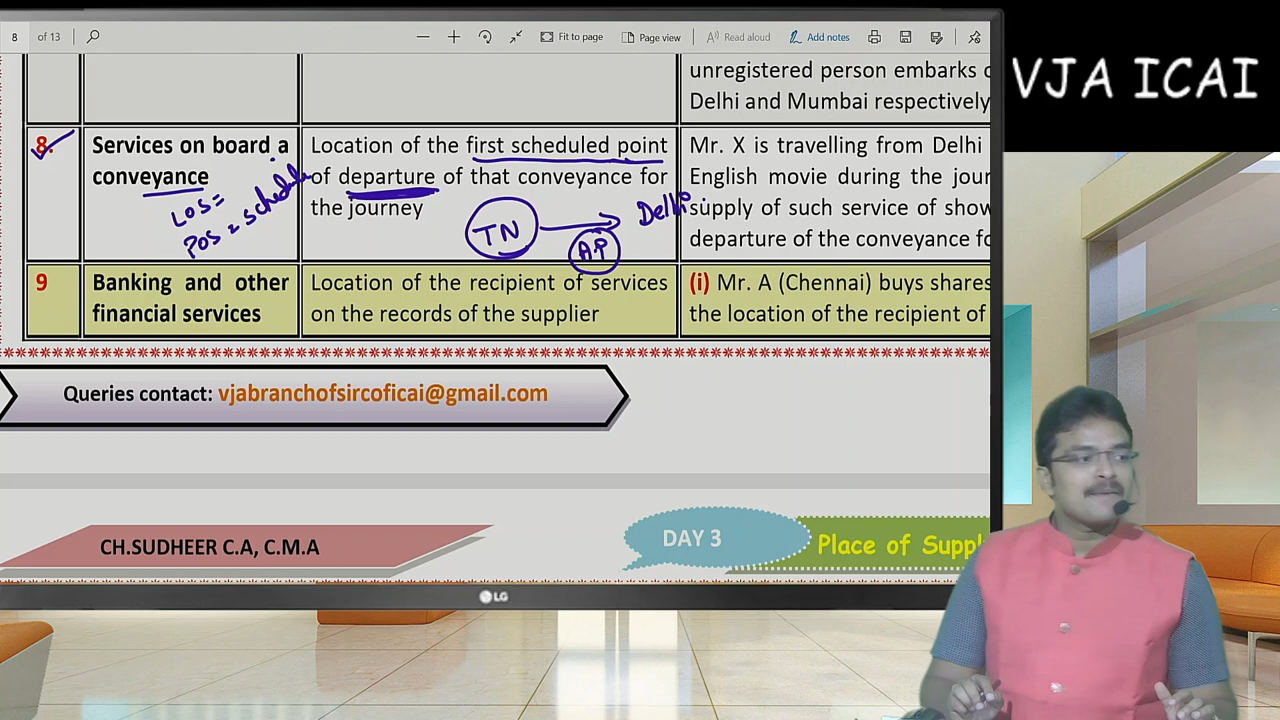 8 of 13 Fit to page Page view Read aloud Add notes
VJA ICAI
unregistered person embarks
Delhi and Mumbai respectively
8. Services on board a conveyance
Location of the first scheduled point
of departure of that conveyance for
the journey
Mr. X is travelling from Delhi
English movie during the jour
supply of such service of show
departure of the conveyance fo
LOS=
POS = schedule
TN
AP
Delhi
9 Banking and other
financial services
Location of the recipient of services
on the records of the supplier
(i) Mr. A (Chennai) buys shares
the location of the recipient of
Queries contact: vjabranchofsircoficai@gmail.com
CH.SUDHEER C.A, C.M.A
DAY 3
Place of Suppl
LG